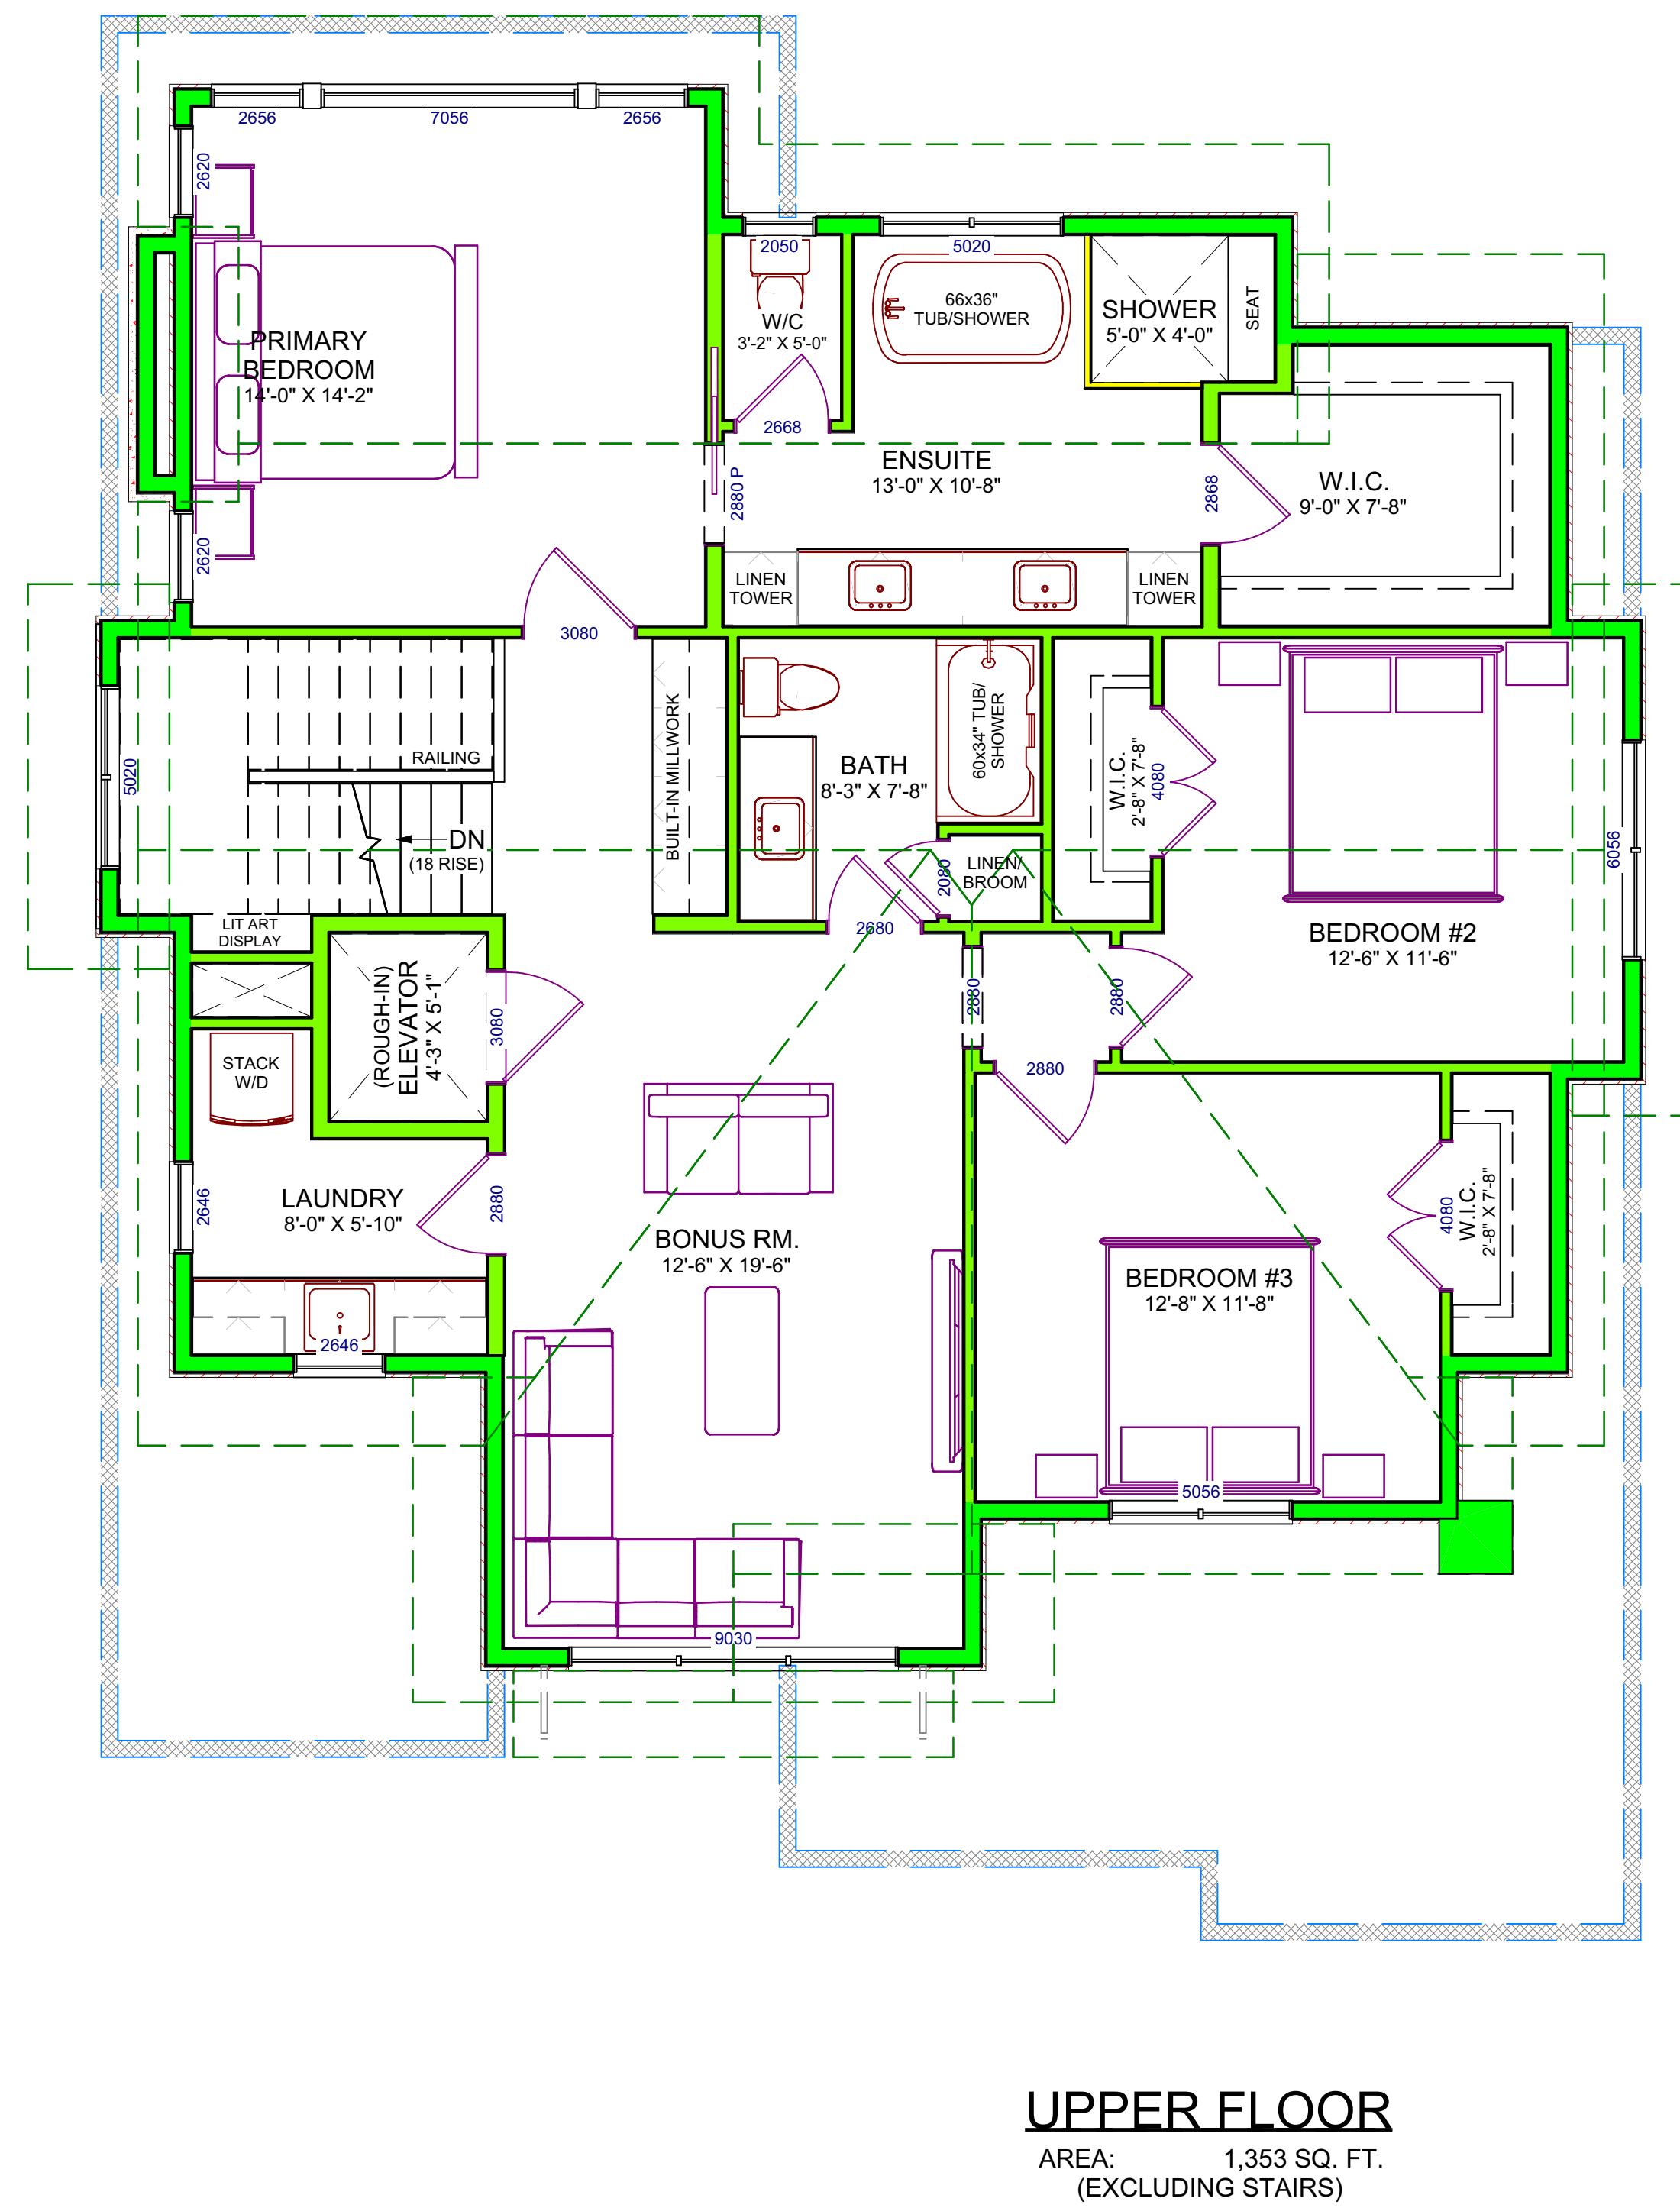 2656
7056
2656
2620
PRIMARY
BEDROOM
14'-0" X 14'-2"
2620
2050
W/C
3'-2" X 5'-0"
2668
5020
66x36"
TUB/SHOWER
SHOWER
5'-0" X 4'-0"
SEAT
ENSUITE
13'-0" X 10'-8"
2880 P
2868
W.I.C.
9'-0" X 7'-8"
LINEN
TOWER
LINEN
TOWER
3080
5020
RAILING
DN
(18 RISE)
BUILT-IN MILLWORK
BATH
8'-3" X 7'-8"
60x34" TUB/
SHOWER
W.I.C.
2'-8" X 7'-8"
4080
6056
LINEN/
BROOM
2080
2680
BEDROOM #2
12'-6" X 11'-6"
LIT ART
DISPLAY
(ROUGH-IN)
ELEVATOR
4'-3" X 5'-1"
3080
2880
2880
2880
STACK
W/D
LAUNDRY
8'-0" X 5'-10"
2646
2880
2646
BONUS RM.
12'-6" X 19'-6"
BEDROOM #3
12'-8" X 11'-8"
4080
W.I.C.
2'-8" X 7'-8"
5056
9030
UPPER FLOOR
AREA: 1,353 SQ. FT.
(EXCLUDING STAIRS)